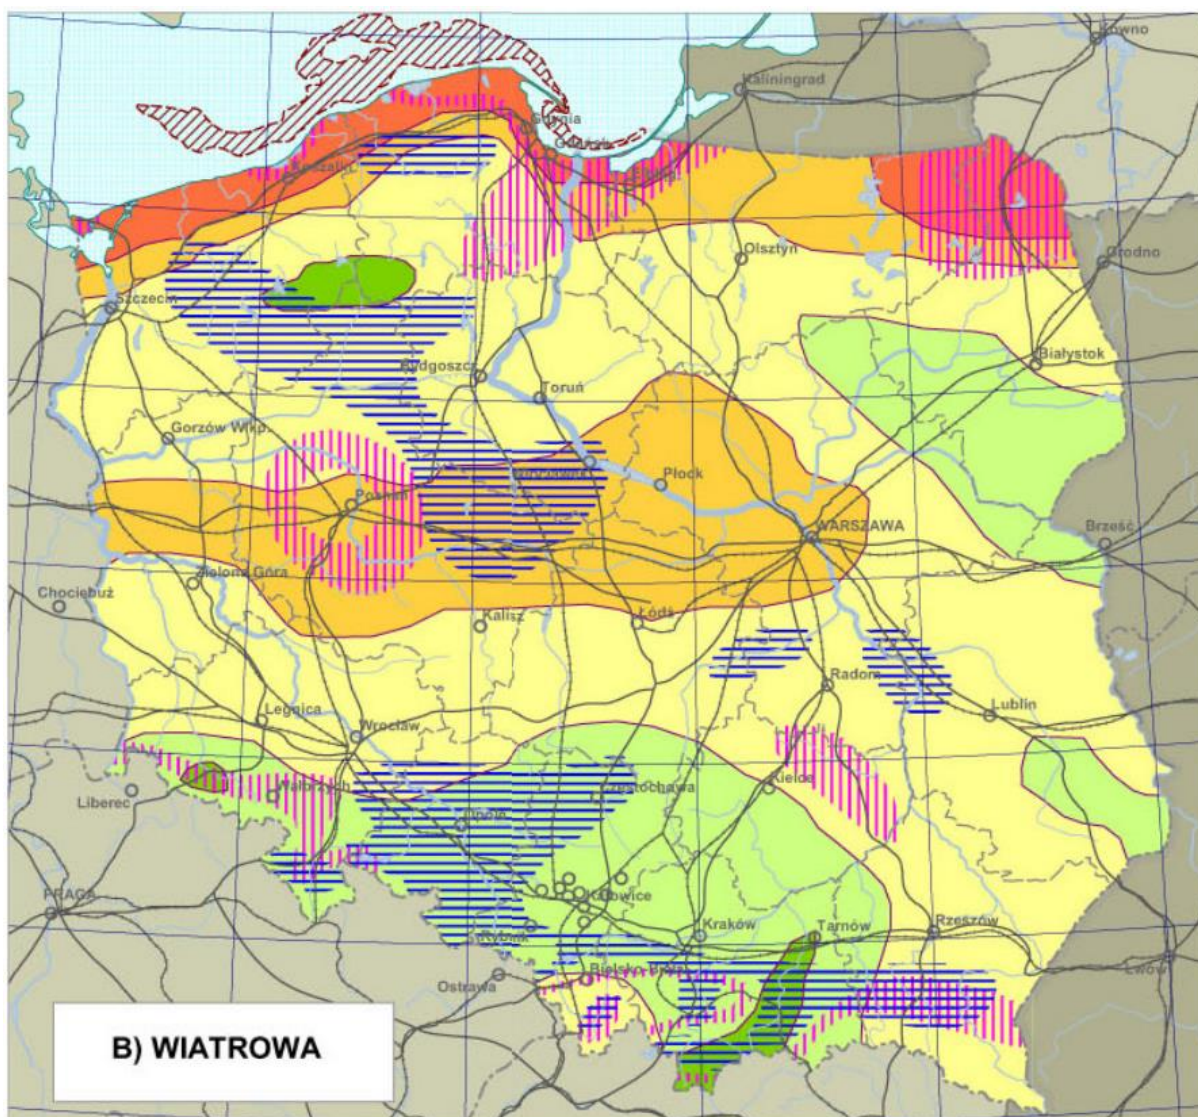 Kowno
Kaliningrad
Gdynia
Gdańsk
Koszalin
Olsztyn
Grodno
Szczecin
Białystok
Bydgoszcz
Toruń
Gorzów Wlkp.
Płock
Poznań
WARSZAWA
Brześć
Zielona Góra
Chociebuż
Kalisz
Łódź
Radom
Legnica
Lublin
Wrocław
Kielce
Liberec
Wałbrzych
Częstochowa
Opole
PRAGA
Katowice
Kraków
Tarnów
Rzeszów
Rybnik
Lwów
Ostrawa
B) WIATROWA